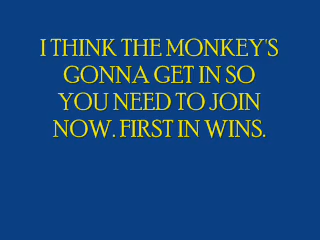 I THINK THE MONKEY'S
GONNA GET IN SO
YOU NEED TO JOIN
NOW. FIRST IN WINS.